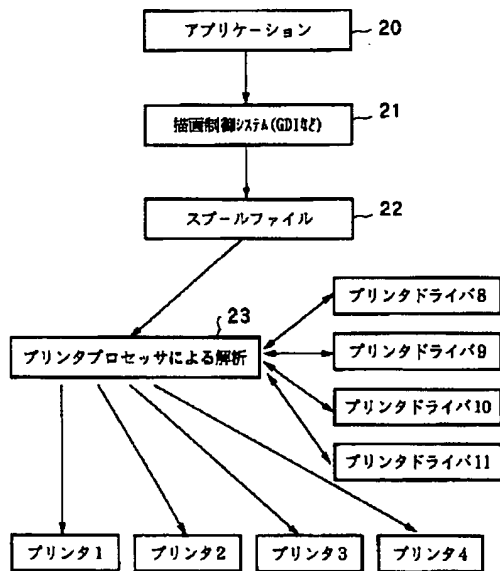 アプリケーション 20
描画制御システム(GDIなど) 21
スプールファイル 22
23
プリンタプロセッサによる解析
プリンタドライバ8
プリンタドライバ9
プリンタドライバ10
プリンタドライバ11
プリンタ1 プリンタ2 プリンタ3 プリンタ4